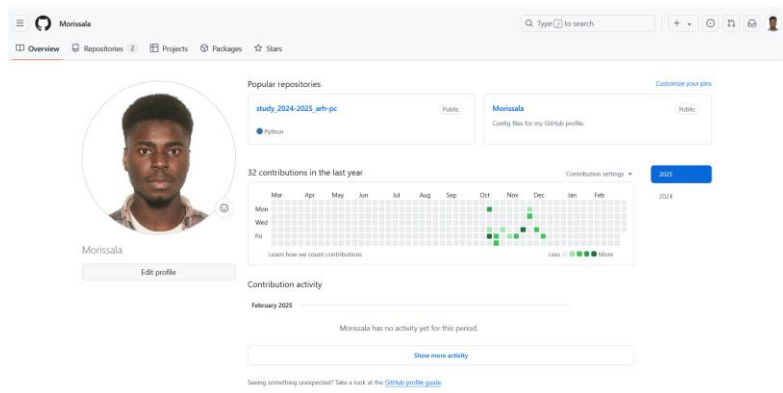 Morissala
Type / to search
Overview
Repositories 2
Projects
Packages
Stars
Popular repositories
Customize your pins
study_2024-2025_arh-pc
Public
Python
Morissala
Public
Config files for my GitHub profile.
32 contributions in the last year
Contribution settings
2025
2024
Mar Apr May Jun Jul Aug Sep Oct Nov Dec Jan Feb
Mon
Wed
Fri
Learn how we count contributions
Less More
Morissala
Edit profile
Contribution activity
February 2025
Morissala has no activity yet for this period.
Show more activity
Seeing something unexpected? Take a look at the GitHub profile guide.